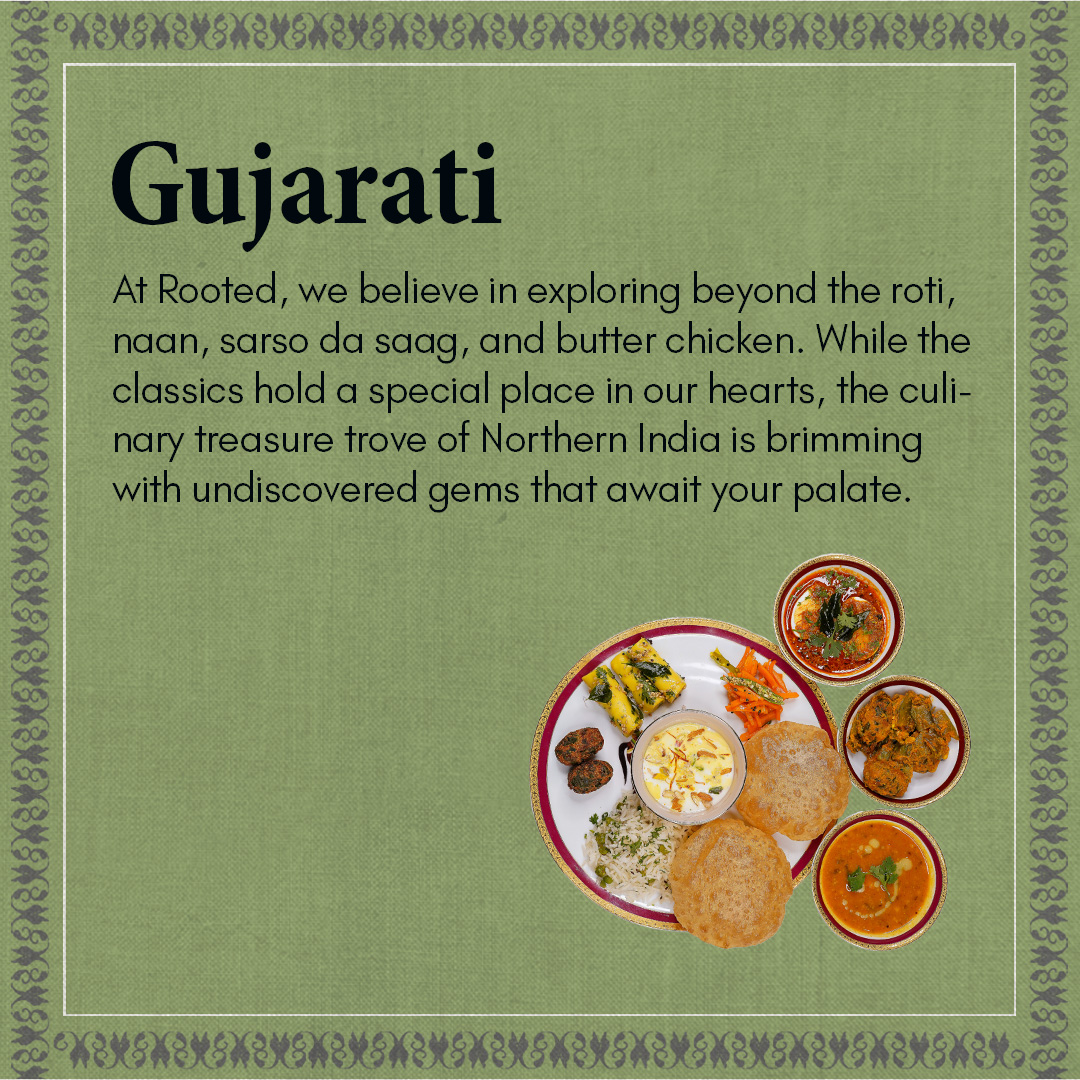 Gujarati
At Rooted, we believe in exploring beyond the roti,
naan, sarso da saag, and butter chicken. While the
classics hold a special place in our hearts, the culi-
nary treasure trove of Northern India is brimming
with undiscovered gems that await your palate.